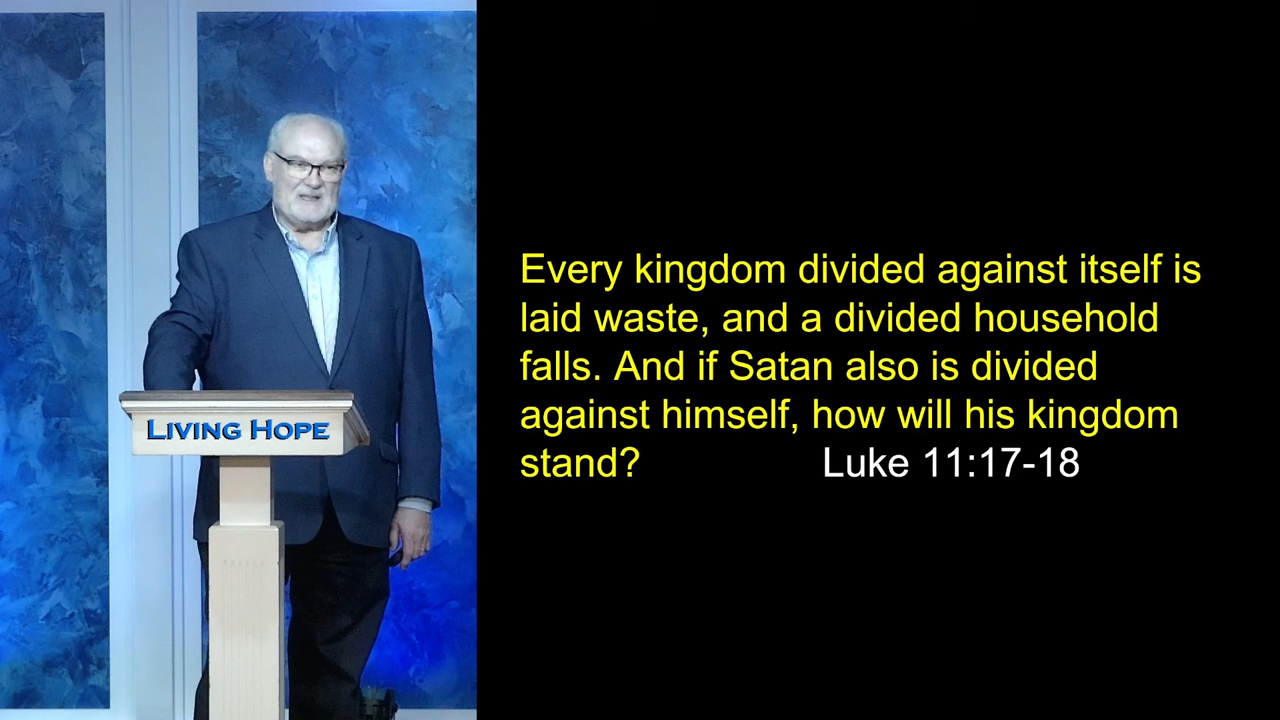 LIVING HOPE
Every kingdom divided against itself is
laid waste, and a divided household
falls. And if Satan also is divided
against himself, how will his kingdom
stand? Luke 11:17-18